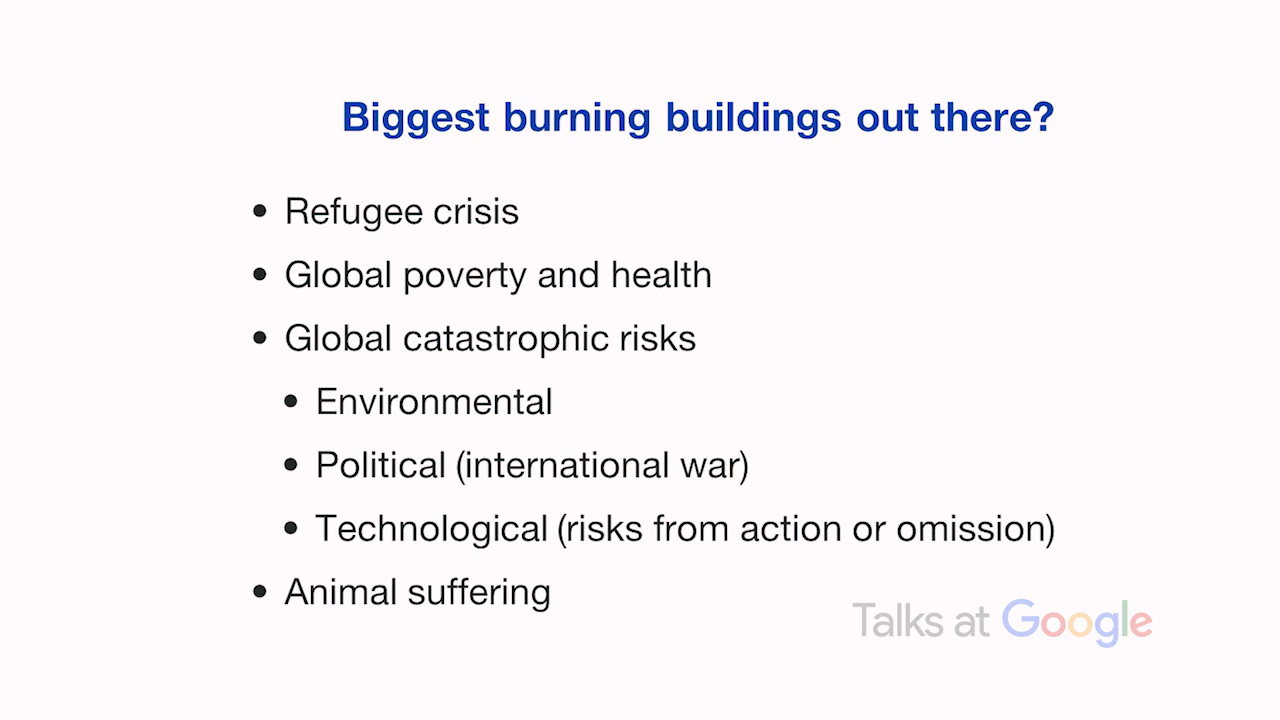 Biggest burning buildings out there?
• Refugee crisis
• Global poverty and health
• Global catastrophic risks
• Environmental
• Political (international war)
• Technological (risks from action or omission)
• Animal suffering
Talks at Google